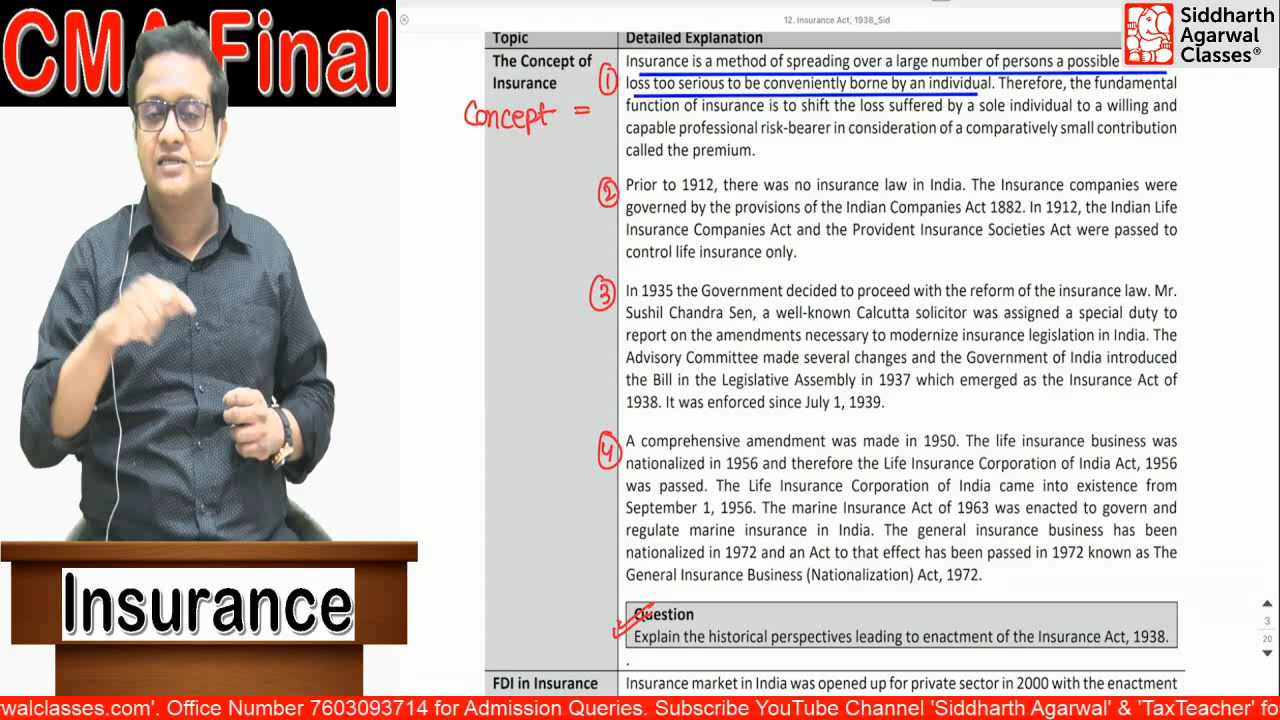 CMA Final
12. Insurance Act, 1938_Sid
Siddharth
Agarwal
Classes®
Topic
Detailed Explanation
The Concept of
Insurance
Concept =
1
Insurance is a method of spreading over a large number of persons a possible
loss too serious to be conveniently borne by an individual. Therefore, the fundamental
function of insurance is to shift the loss suffered by a sole individual to a willing and
capable professional risk-bearer in consideration of a comparatively small contribution
called the premium.
2
Prior to 1912, there was no insurance law in India. The Insurance companies were
governed by the provisions of the Indian Companies Act 1882. In 1912, the Indian Life
Insurance Companies Act and the Provident Insurance Societies Act were passed to
control life insurance only.
3
In 1935 the Government decided to proceed with the reform of the insurance law. Mr.
Sushil Chandra Sen, a well-known Calcutta solicitor was assigned a special duty to
report on the amendments necessary to modernize insurance legislation in India. The
Advisory Committee made several changes and the Government of India introduced
the Bill in the Legislative Assembly in 1937 which emerged as the Insurance Act of
1938. It was enforced since July 1, 1939.
4
A comprehensive amendment was made in 1950. The life insurance business was
nationalized in 1956 and therefore the Life Insurance Corporation of India Act, 1956
was passed. The Life Insurance Corporation of India came into existence from
September 1, 1956. The marine Insurance Act of 1963 was enacted to govern and
regulate marine insurance in India. The general insurance business has been
nationalized in 1972 and an Act to that effect has been passed in 1972 known as The
General Insurance Business (Nationalization) Act, 1972.
Question
Explain the historical perspectives leading to enactment of the Insurance Act, 1938.
.
FDI in Insurance
Insurance market in India was opened up for private sector in 2000 with the enactment
3
20
Insurance
walclasses.com'. Office Number 7603093714 for Admission Queries. Subscribe YouTube Channel 'Siddharth Agarwal' & 'TaxTeacher' fo